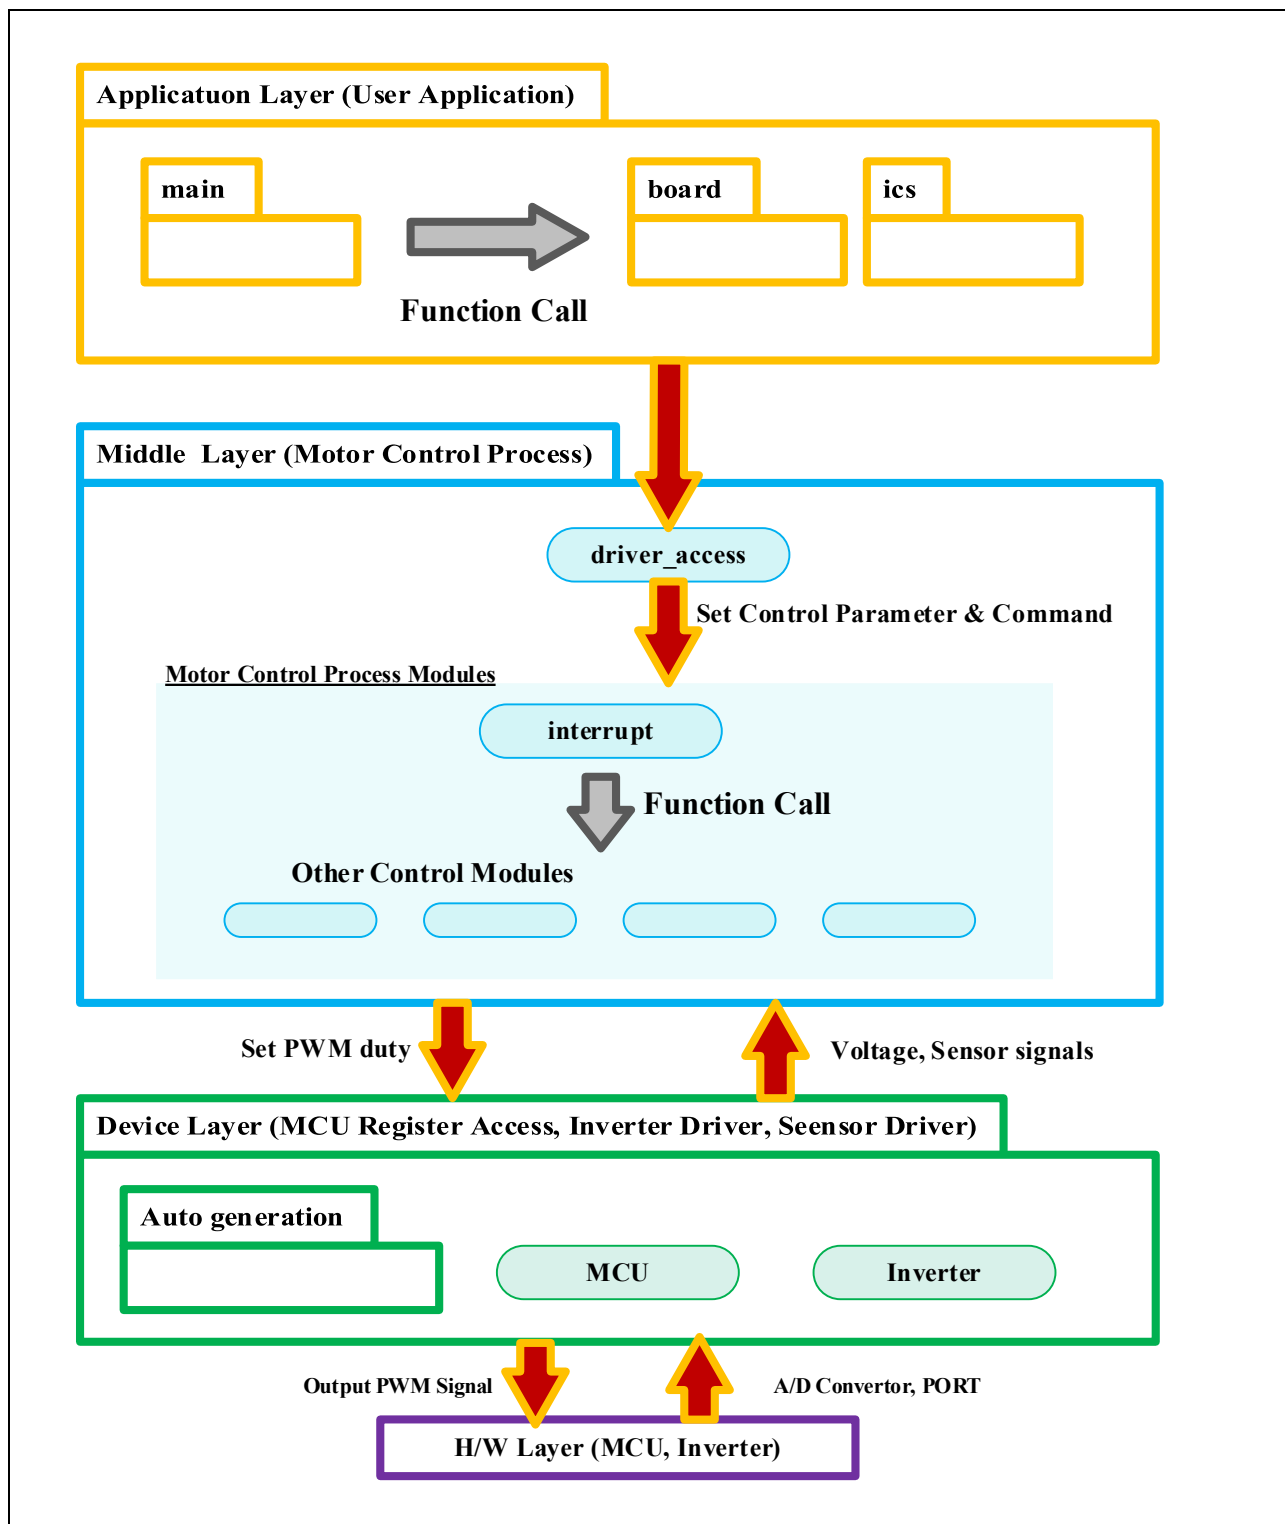 Applicatuon Layer (User Application)
main
board
ics
Function Call
Middle  Layer (Motor Control Process)
driver_access
Set Control Parameter & Command
Motor Control Process Modules
interrupt
Function Call
Other Control Modules
Set PWM duty
Voltage, Sensor signals
Device Layer (MCU Register Access, Inverter Driver, Seensor Driver)
Auto generation
MCU
Inverter
Output PWM Signal
A/D Convertor, PORT
H/W Layer (MCU, Inverter)